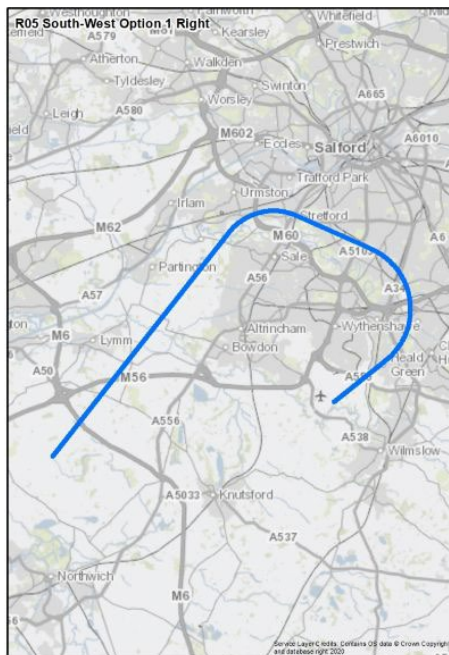 R05 South-West Option 1 Right
Whitefield
A579
Kearsley
Prestwich
Atherton
Walkden
Tyldesley
Swinton
A665
Leigh
Worsley
A580
M602
A6010
Eccles
Salford
Trafford Park
Urmston
Irlam
Stretford
M62
M60
A6
Sale
Partington
A56
A57
A34
M6
Altrincham
Wythenshawe
Lymm
Bowdon
Heald
Green
A50
M56
A556
A538
Wilmslow
A5033
Knutsford
A537
Northwich
M6
Service Layer Credits: Contains OS data © Crown Copyright
and database right 2020